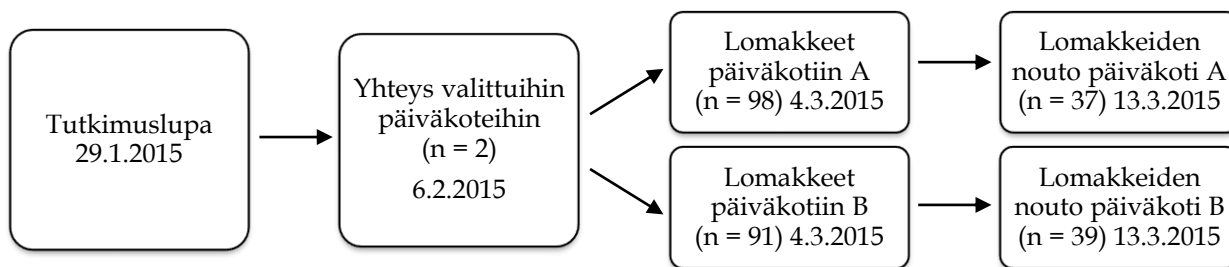 Tutkimuslupa
29.1.2015
Yhteys valittuihin
päiväkoteihin
(n = 2)
6.2.2015
Lomakkeet
päiväkotiin A
(n = 98) 4.3.2015
Lomakkeiden
nouto päiväkoti A
(n = 37) 13.3.2015
Lomakkeet
päiväkotiin B
(n = 91) 4.3.2015
Lomakkeiden
nouto päiväkoti B
(n = 39) 13.3.2015